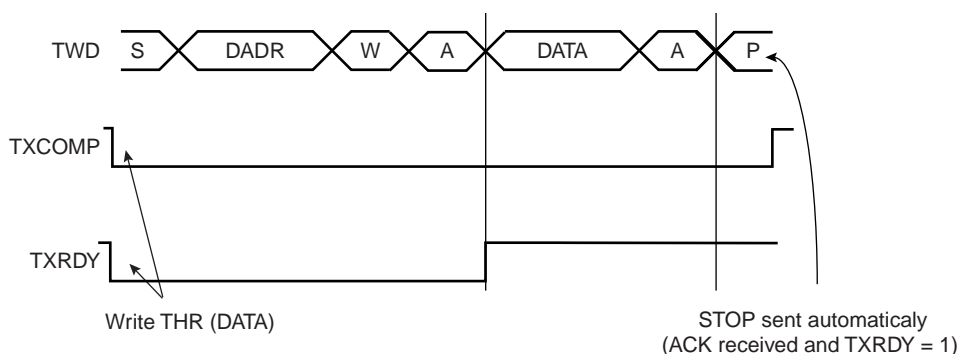 TWD S DADR W A DATA A P
TXCOMP
TXRDY
Write THR (DATA)
STOP sent automaticaly
(ACK received and TXRDY = 1)